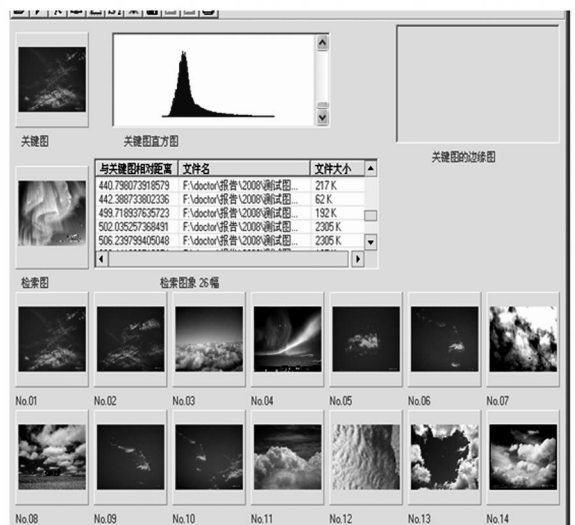 关键图
关键图直方图
关键图的边缘图
与关键图相对距离 文件名 文件大小
440.798073918579 F:\doctor\报告\2008\测试图... 217 K
442.388733802336 F:\doctor\报告\2008\测试图... 62 K
499.718937635723 F:\doctor\报告\2008\测试图... 192 K
502.035257368491 F:\doctor\报告\2008\测试图... 2305 K
506.239799405048 F:\doctor\报告\2008\测试图... 2305 K
检索图
检索图象 26幅
No.01 No.02 No.03 No.04 No.05 No.06 No.07
No.08 No.09 No.10 No.11 No.12 No.13 No.14